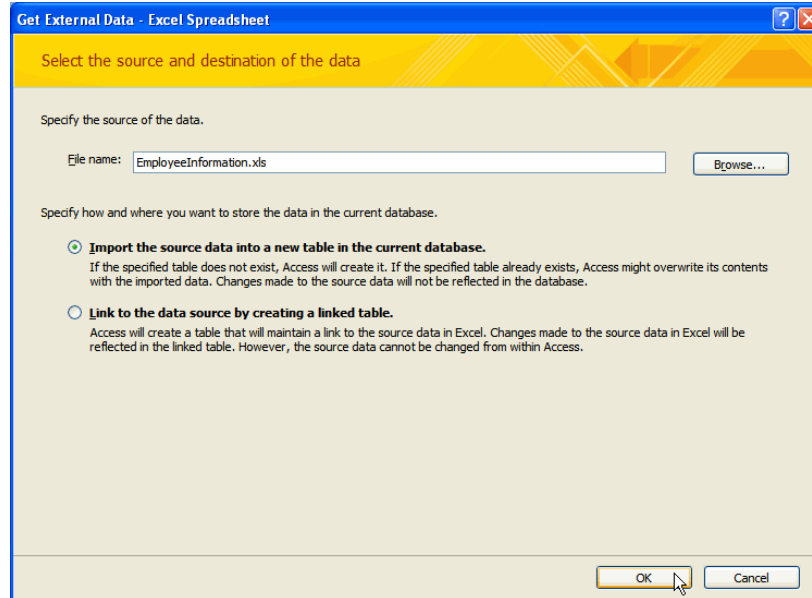 Get External Data - Excel Spreadsheet
Select the source and destination of the data
Specify the source of the data.
File name: EmployeeInformation.xls Browse...
Specify how and where you want to store the data in the current database.
Import the source data into a new table in the current database.
If the specified table does not exist, Access will create it. If the specified table already exists, Access might overwrite its contents
with the imported data. Changes made to the source data will not be reflected in the database.
Link to the data source by creating a linked table.
Access will create a table that will maintain a link to the source data in Excel. Changes made to the source data in Excel will be
reflected in the linked table. However, the source data cannot be changed from within Access.
OK Cancel